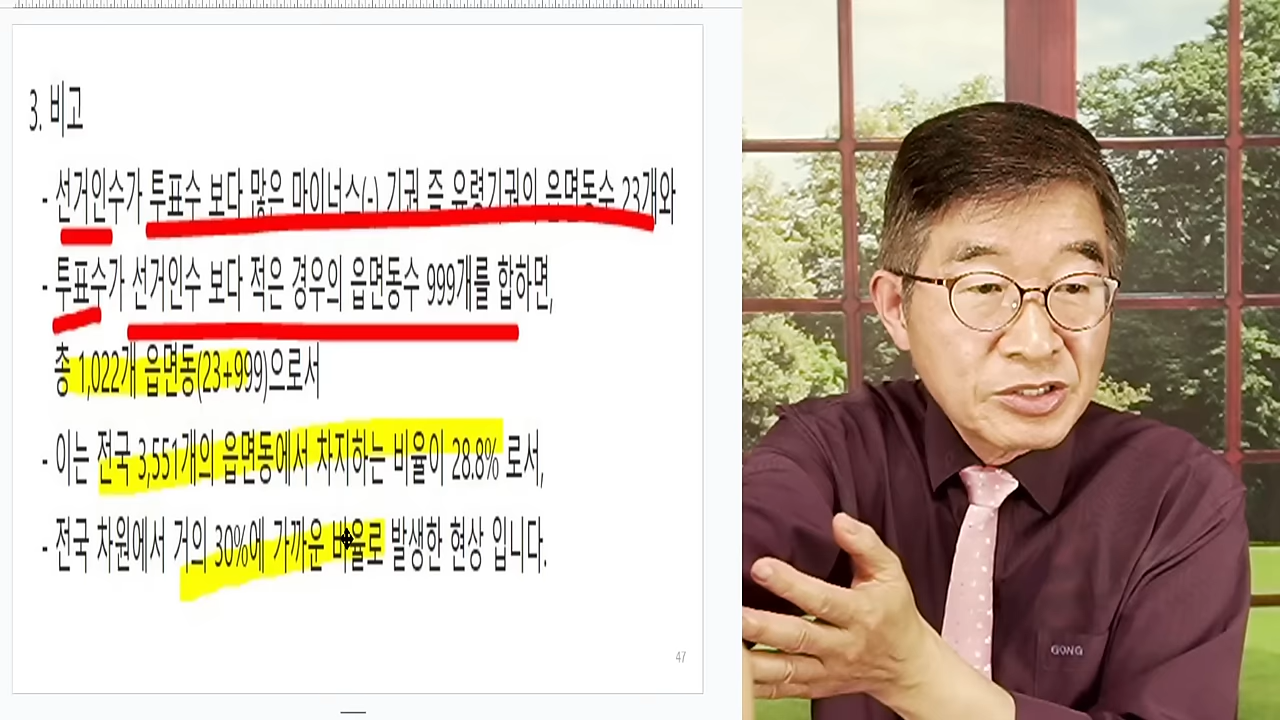 3. 비고
- 선거인수가 투표수 보다 많은 마이너스(-) 기권 즉 유령기권의 읍면동수 23개와
- 투표수가 선거인수 보다 적은 경우의 읍면동수 999개를 합하면,
총 1,022개 읍면동(23+999)으로서
- 이는 전국 3,551개의 읍면동에서 차지하는 비율이 28.8% 로서,
- 전국 차원에서 거의 30%에 가까운 비율로 발생한 현상 입니다.
47
GONG